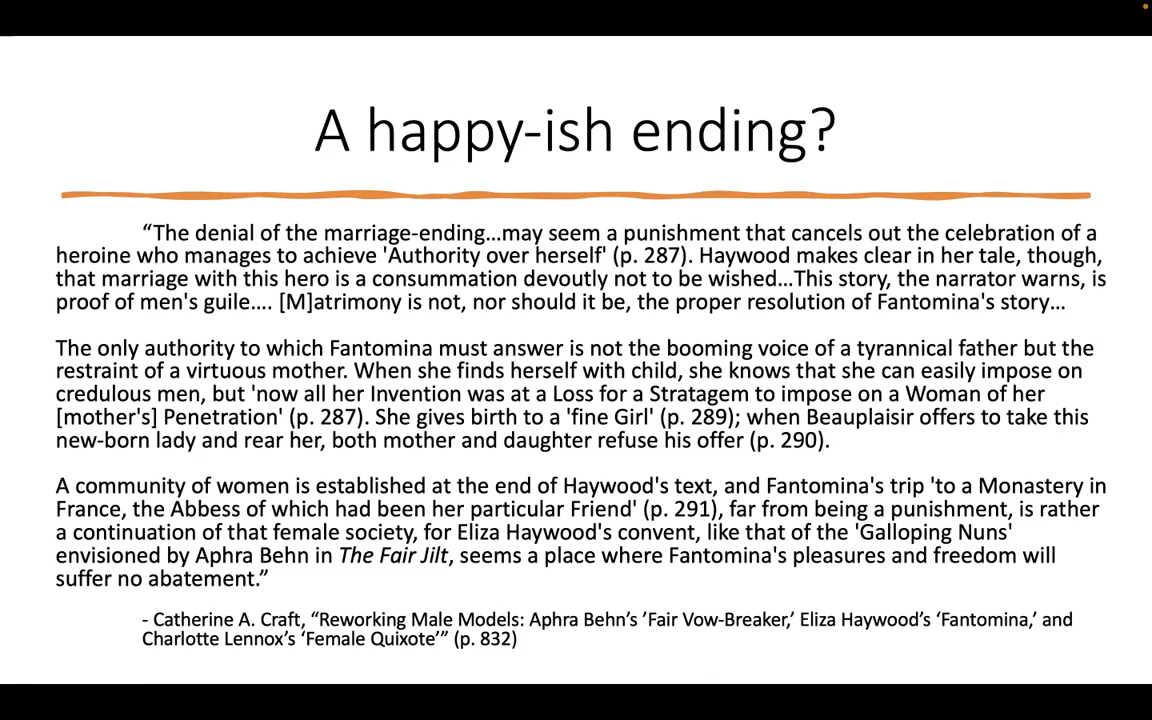 A happy-ish ending?
“The denial of the marriage-ending…may seem a punishment that cancels out the celebration of a
heroine who manages to achieve 'Authority over herself' (p. 287). Haywood makes clear in her tale, though,
that marriage with this hero is a consummation devoutly not to be wished…This story, the narrator warns, is
proof of men's guile…. [M]atrimony is not, nor should it be, the proper resolution of Fantomina's story…
The only authority to which Fantomina must answer is not the booming voice of a tyrannical father but the
restraint of a virtuous mother. When she finds herself with child, she knows that she can easily impose on
credulous men, but 'now all her Invention was at a Loss for a Stratagem to impose on a Woman of her
[mother's] Penetration' (p. 287). She gives birth to a 'fine Girl' (p. 289); when Beauplaisir offers to take this
new-born lady and rear her, both mother and daughter refuse his offer (p. 290).
A community of women is established at the end of Haywood's text, and Fantomina's trip 'to a Monastery in
France, the Abbess of which had been her particular Friend' (p. 291), far from being a punishment, is rather
a continuation of that female society, for Eliza Haywood's convent, like that of the 'Galloping Nuns'
envisioned by Aphra Behn in The Fair Jilt, seems a place where Fantomina's pleasures and freedom will
suffer no abatement.”
- Catherine A. Craft, “Reworking Male Models: Aphra Behn’s ’Fair Vow-Breaker,’ Eliza Haywood’s ‘Fantomina,’ and
Charlotte Lennox’s ‘Female Quixote’” (p. 832)